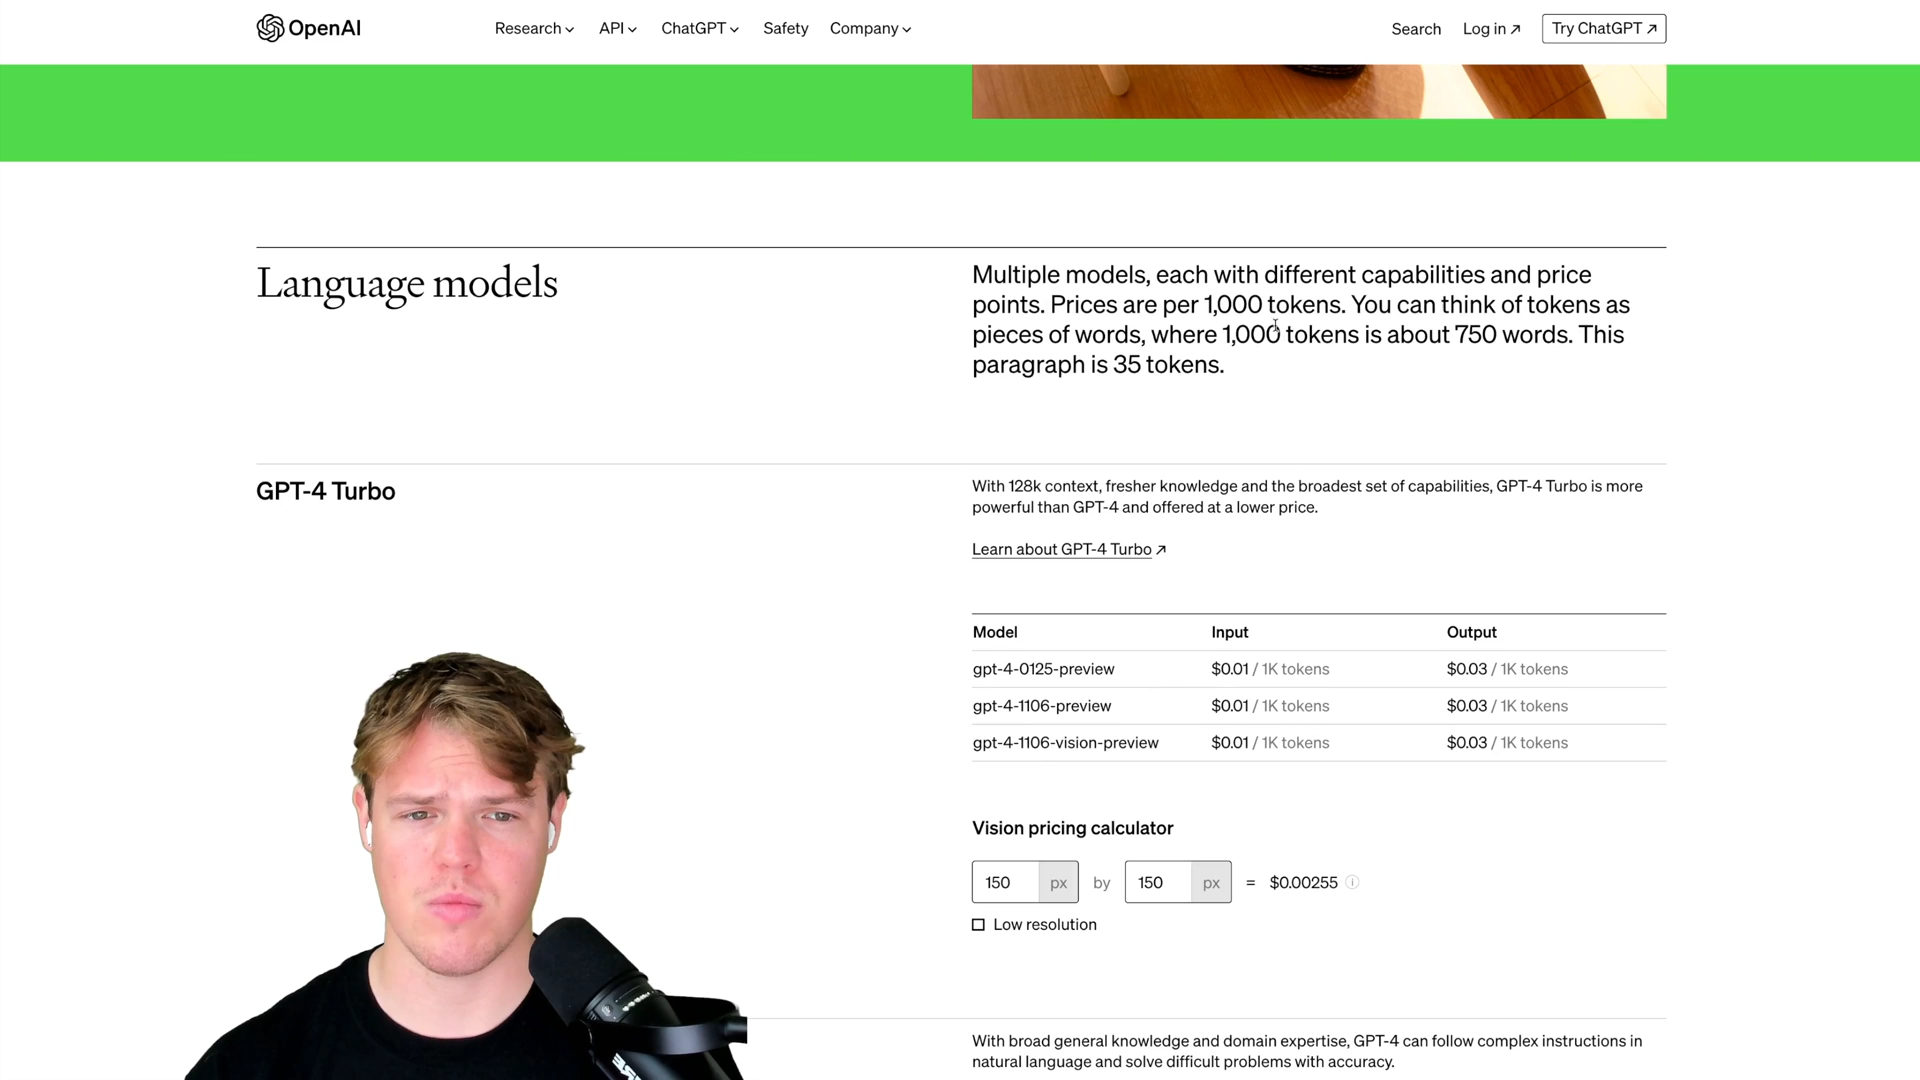 OpenAI
Research API ChatGPT Safety Company
Search Log in ↗ Try ChatGPT ↗
Language models
Multiple models, each with different capabilities and price
points. Prices are per 1,000 tokens. You can think of tokens as
pieces of words, where 1,000 tokens is about 750 words. This
paragraph is 35 tokens.
GPT-4 Turbo
With 128k context, fresher knowledge and the broadest set of capabilities, GPT-4 Turbo is more
powerful than GPT-4 and offered at a lower price.
Learn about GPT-4 Turbo ↗
Model Input Output
gpt-4-0125-preview $0.01 / 1K tokens $0.03 / 1K tokens
gpt-4-1106-preview $0.01 / 1K tokens $0.03 / 1K tokens
gpt-4-1106-vision-preview $0.01 / 1K tokens $0.03 / 1K tokens
Vision pricing calculator
150 px by 150 px = $0.00255
Low resolution
With broad general knowledge and domain expertise, GPT-4 can follow complex instructions in
natural language and solve difficult problems with accuracy.